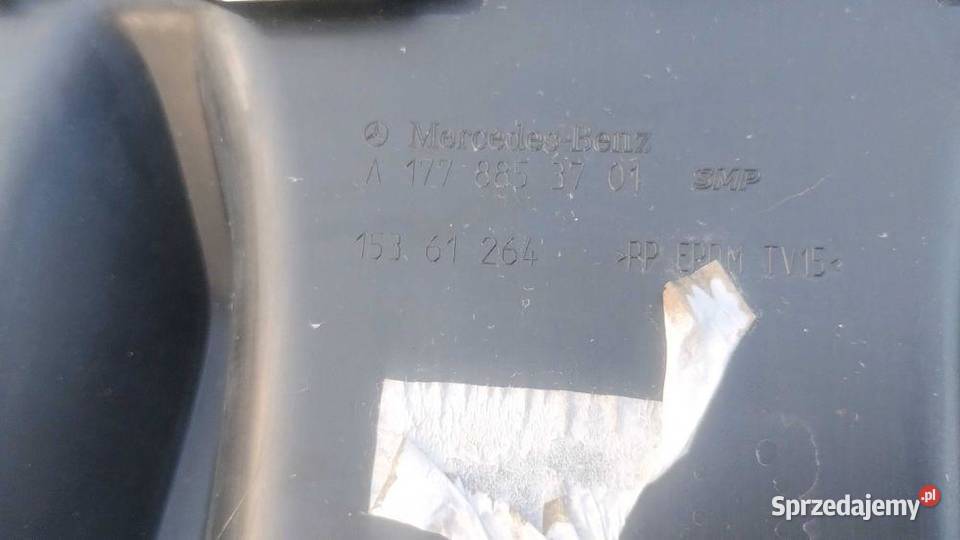 Mercedes-Benz
A 177 885 37 01 SMP
153 61 264 >PP EPDM TV15<
Sprzedajemy.pl